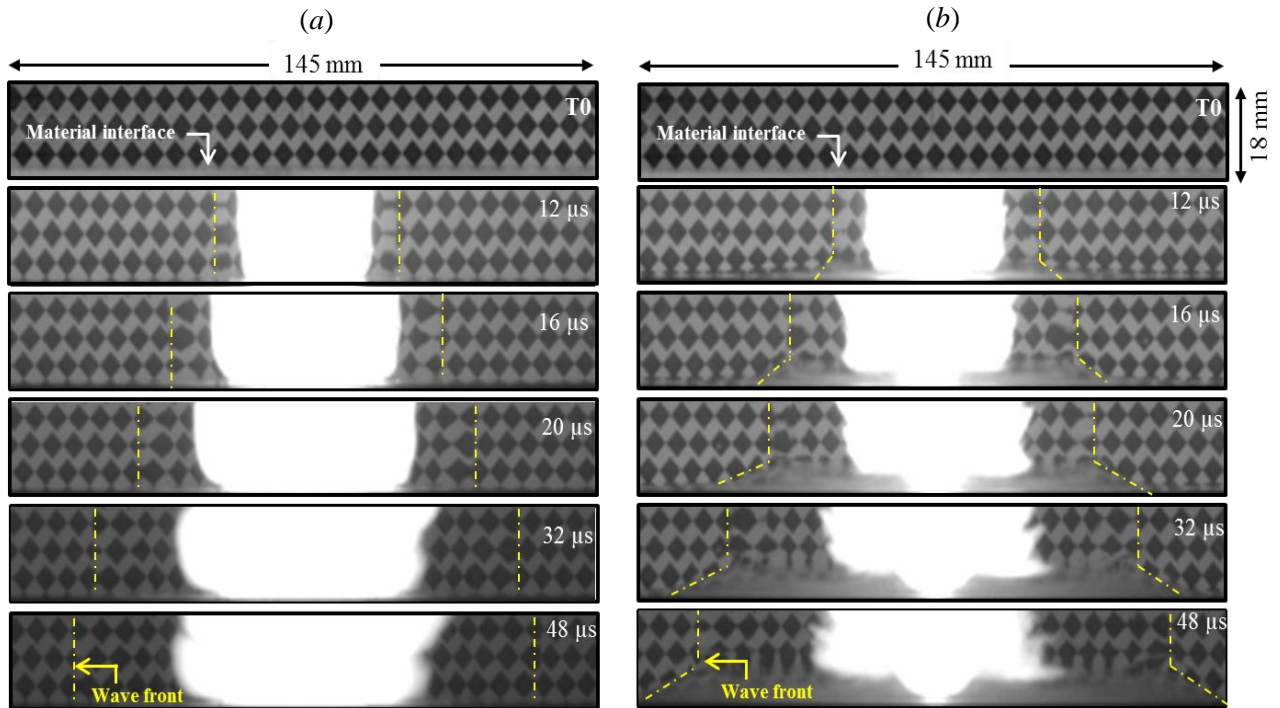 (a)
145 mm
T0
Material interface
12 µs
16 µs
20 µs
32 µs
48 µs
Wave front
(b)
145 mm
T0
Material interface
18 mm
12 µs
16 µs
20 µs
32 µs
48 µs
Wave front